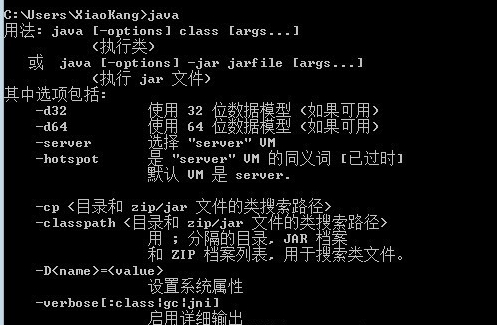 C:\Users\XiaoKang>java
用法: java [-options] class [args...]
(执行类)
或  java [-options] -jar jarfile [args...]
(执行 jar 文件)
其中选项包括:
-d32 使用 32 位数据模型 (如果可用)
-d64 使用 64 位数据模型 (如果可用)
-server 选择 "server" VM
-hotspot 是 "server" VM 的同义词 [已过时]
默认 VM 是 server.
-cp <目录和 zip/jar 文件的类搜索路径>
-classpath <目录和 zip/jar 文件的类搜索路径>
用 ; 分隔的目录, JAR 档案
和 ZIP 档案列表, 用于搜索类文件。
-D<name>=<value>
设置系统属性
-verbose[:class|gc|jni]
启用详细输出